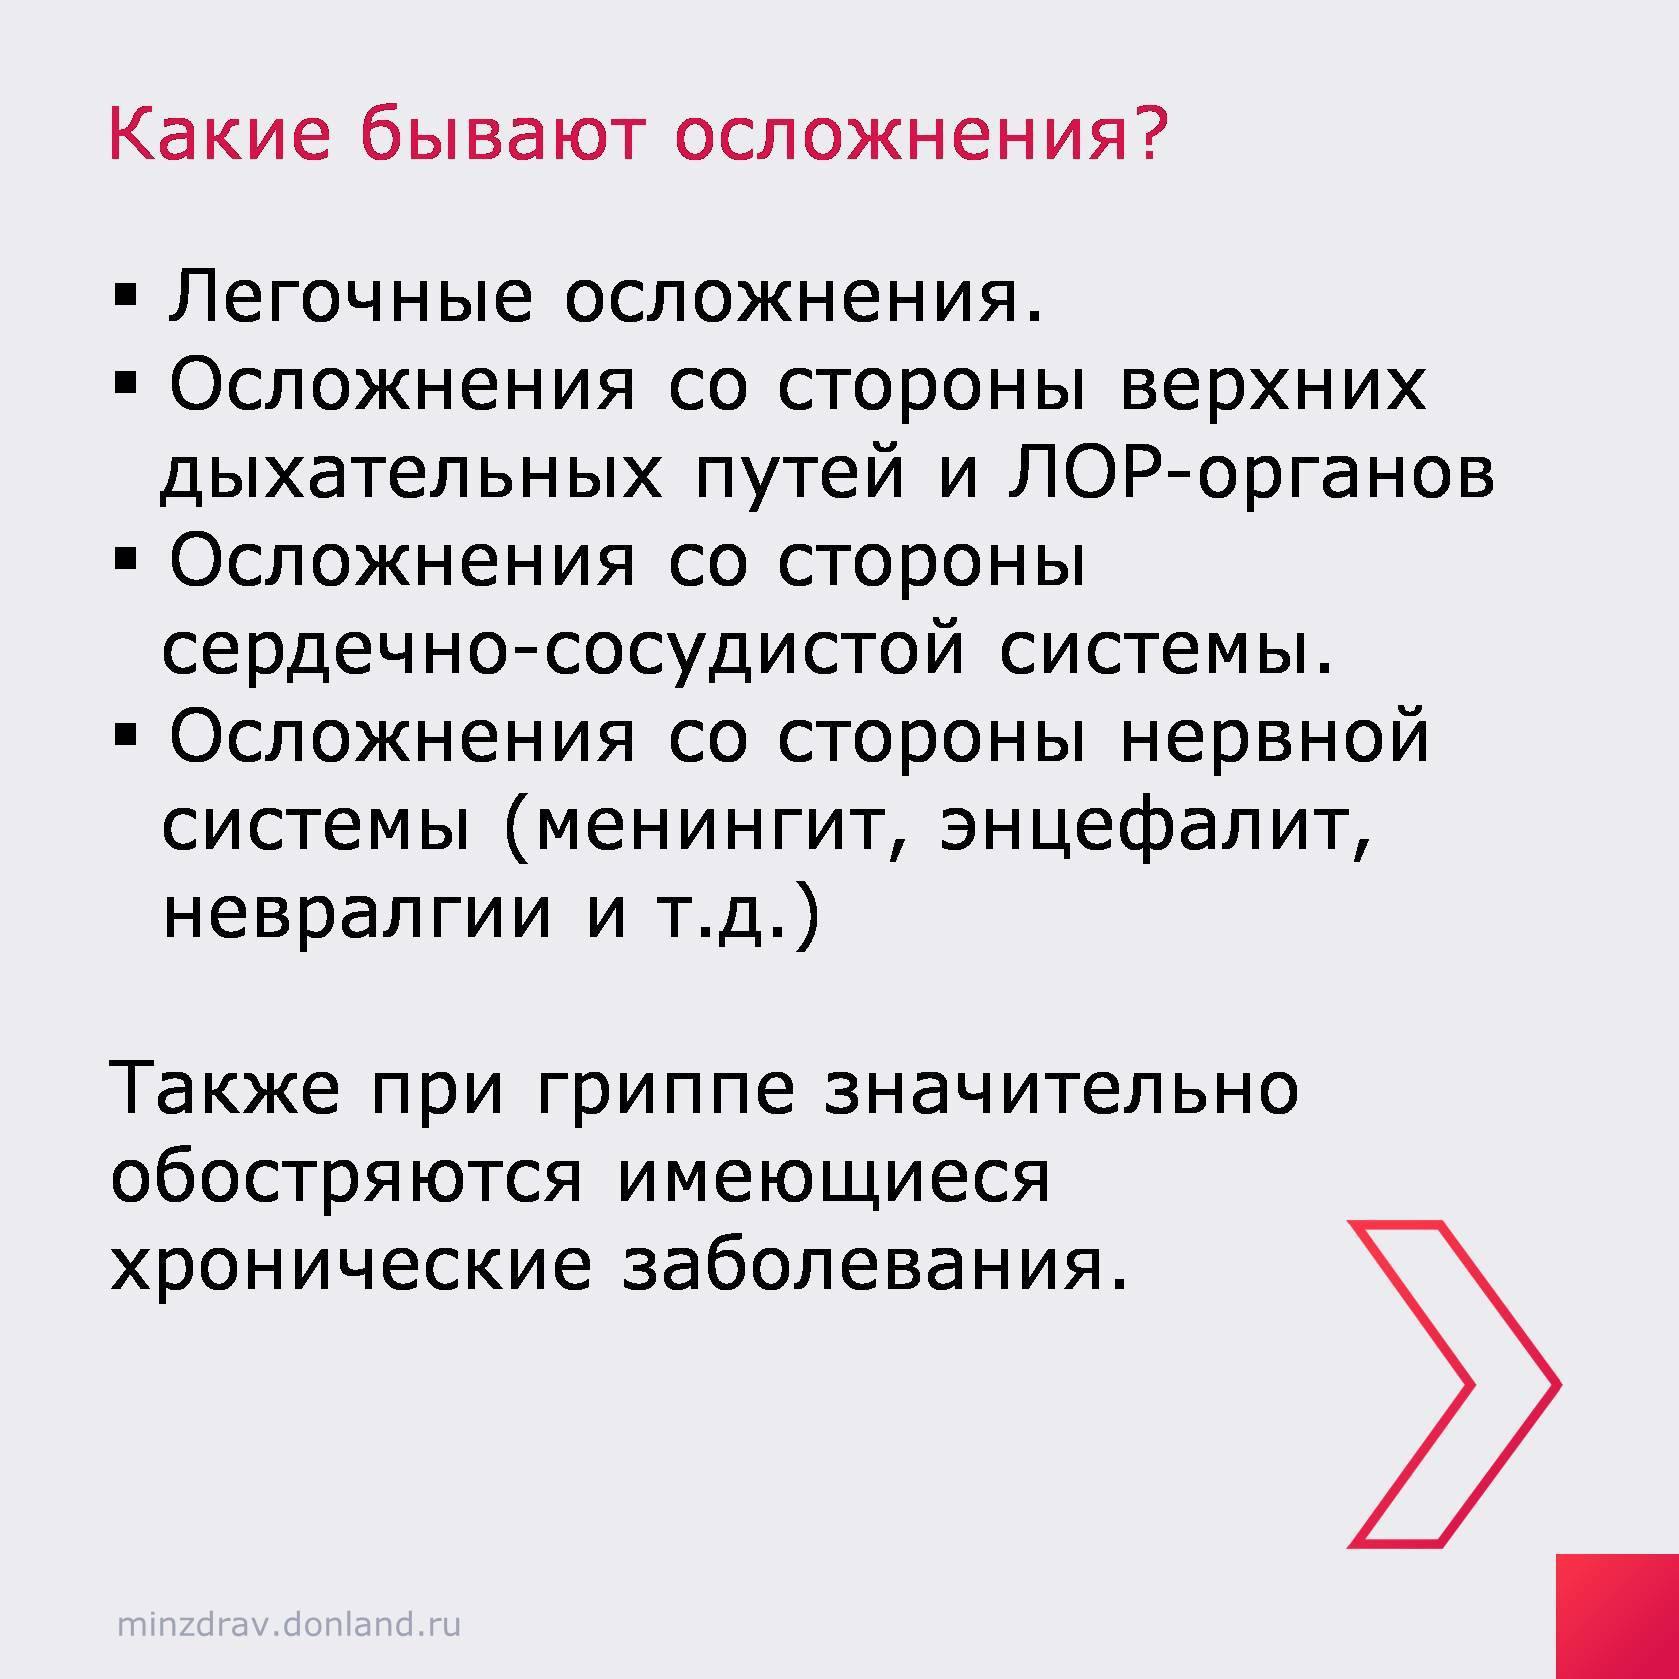 Какие бывают осложнения?
▪ Легочные осложнения.
▪ Осложнения со стороны верхних
дыхательных путей и ЛОР-органов
▪ Осложнения со стороны
сердечно-сосудистой системы.
▪ Осложнения со стороны нервной
системы (менингит, энцефалит,
невралгии и т.д.)
Также при гриппе значительно
обостряются имеющиеся
хронические заболевания.
minzdrav.donland.ru